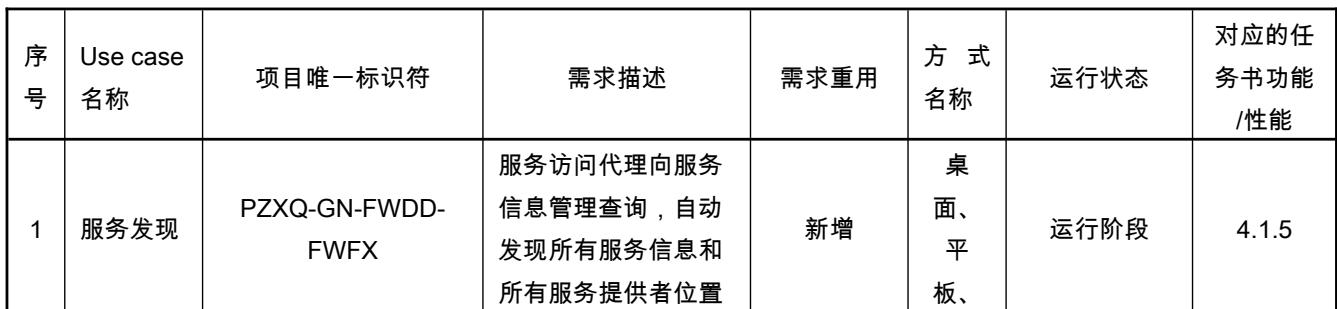 序号
Use case 名称
项目唯一标识符
需求描述
需求重用
方 式 名称
运行状态
对应的任务书功能/性能
1
服务发现
PZXQ-GN-FWDD-
FWFX
服务访问代理向服务
信息管理查询，自动
发现所有服务信息和
所有服务提供者位置
新增
桌
面、
平
板、
运行阶段
4.1.5